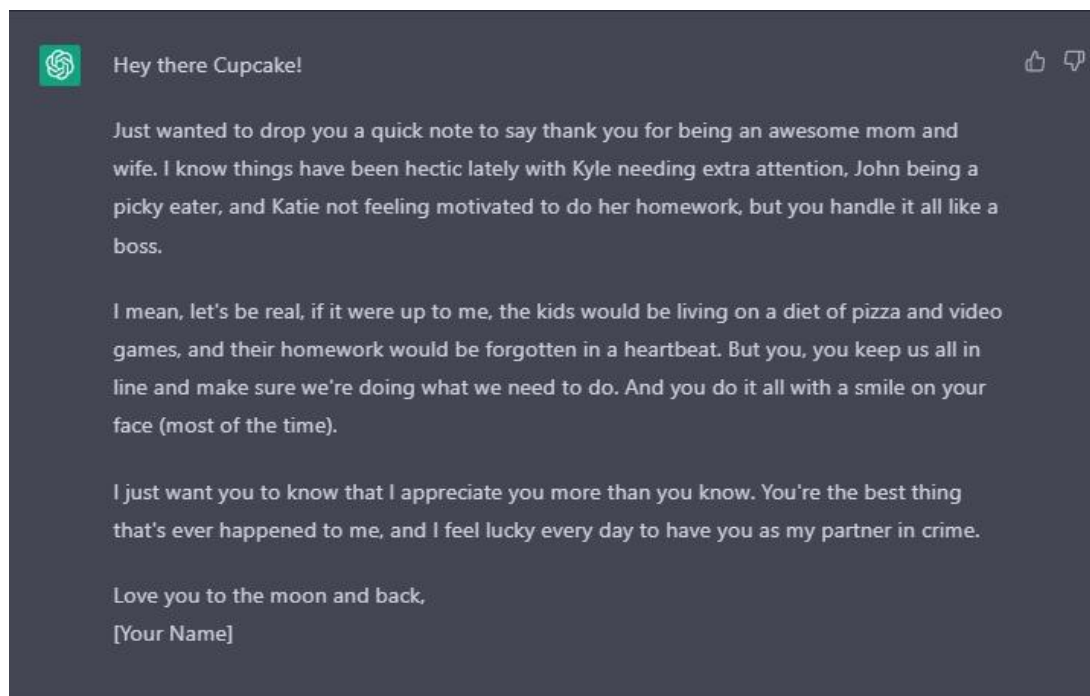 Hey there Cupcake!
Just wanted to drop you a quick note to say thank you for being an awesome mom and
wife. I know things have been hectic lately with Kyle needing extra attention, John being a
picky eater, and Katie not feeling motivated to do her homework, but you handle it all like a
boss.
I mean, let's be real, if it were up to me, the kids would be living on a diet of pizza and video
games, and their homework would be forgotten in a heartbeat. But you, you keep us all in
line and make sure we're doing what we need to do. And you do it all with a smile on your
face (most of the time).
I just want you to know that I appreciate you more than you know. You're the best thing
that's ever happened to me, and I feel lucky every day to have you as my partner in crime.
Love you to the moon and back,
[Your Name]